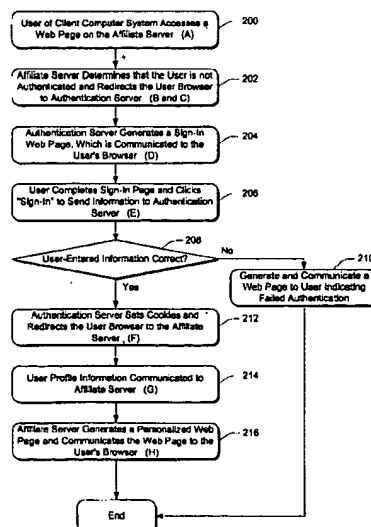 User of Client Computer System Accesses a
Web Page on the Affiliate Server (A)
200
Affiliate Server Determines that the User is not
Authenticated and Redirects the User Browser
to Authentication Server (B and C)
202
Authentication Server Generates a Sign-In
Web Page, Which is Communicated to the
User's Browser (D)
204
User Completes Sign-In Page and Clicks
"Sign-In" to Send Information to Authentication
Server (E)
206
208
User-Entered Information Correct?
No
Yes
210
Generate and Communicate a
Web Page to User Indicating
Failed Authentication
Authentication Server Sets Cookies and
Redirects the User Browser to the Affiliate
Server (F)
212
User Profile Information Communicated to
Affiliate Server (G)
214
Affiliate Server Generates a Personalized Web
Page and Communicates the Web Page to the
User's Browser (H)
216
End